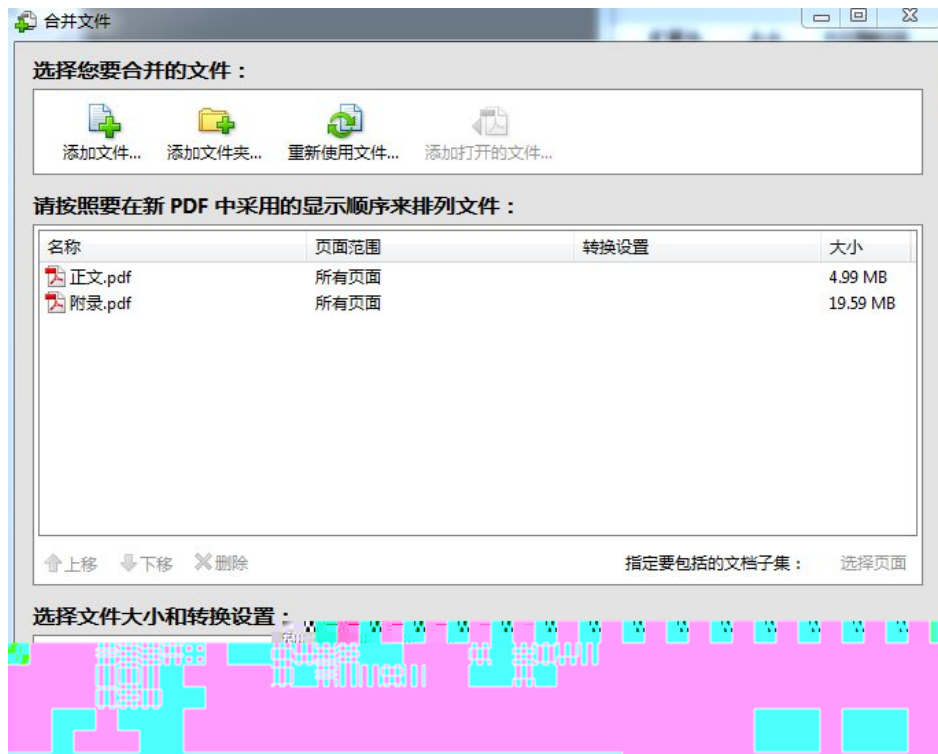 合并文件
选择您要合并的文件：
添加文件... 添加文件夹... 重新使用文件... 添加打开的文件...
请按照要在新 PDF 中采用的显示顺序来排列文件：
名称 页面范围 转换设置 大小
正文.pdf 所有页面 4.99 MB
附录.pdf 所有页面 19.59 MB
上移 下移 删除 指定要包括的文档子集： 选择页面
选择文件大小和转换设置：